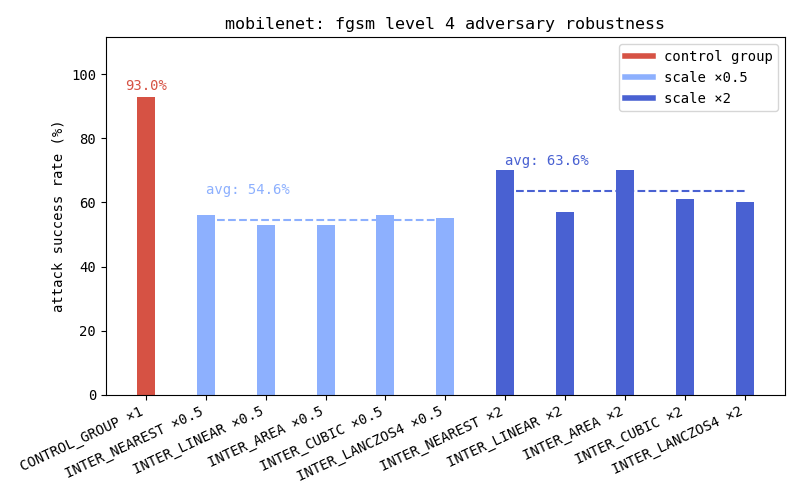 mobilenet: fgsm level 4 adversary robustness
control group
scale ×0.5
scale ×2
93.0%
avg: 54.6%
avg: 63.6%
attack success rate (%)
100
80
60
40
20
0
CONTROL_GROUP ×1
INTER_NEAREST ×0.5
INTER_LINEAR ×0.5
INTER_AREA ×0.5
INTER_CUBIC ×0.5
INTER_LANCZOS4 ×0.5
INTER_NEAREST ×2
INTER_LINEAR ×2
INTER_AREA ×2
INTER_CUBIC ×2
INTER_LANCZOS4 ×2